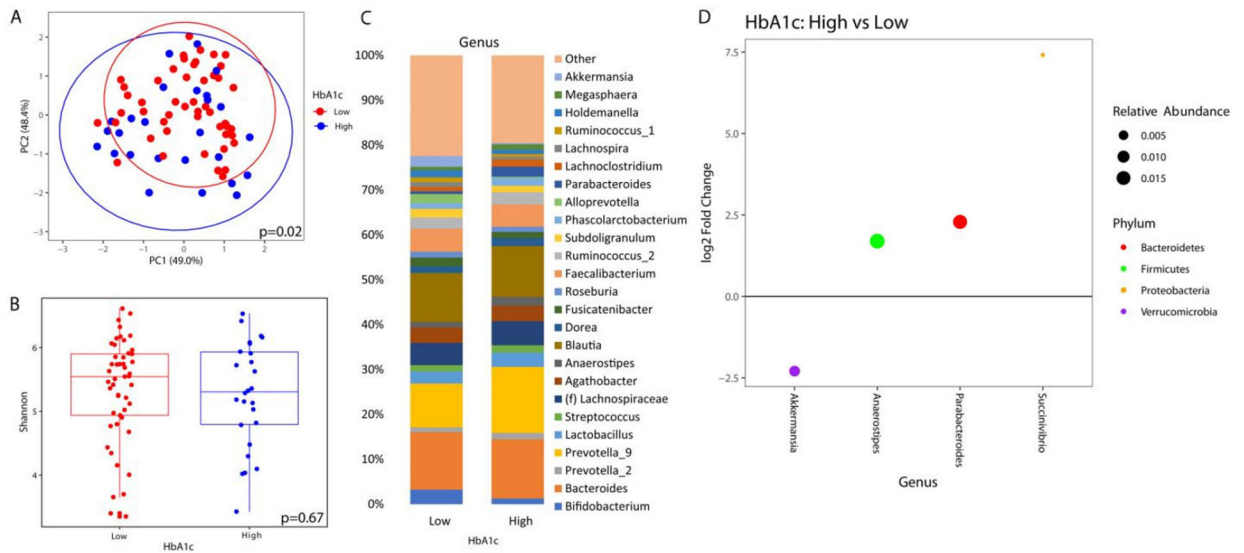 A
2
1
0
−1
−2
−3
PC2 (48.4%)
−3
−2
−1
0
1
2
PC1 (49.0%)
p=0.02
HbA1c
Low
High
B
6
5
4
Shannon
Low
High
HbA1c
p=0.67
C
Genus
100%
90%
80%
70%
60%
50%
40%
30%
20%
10%
0%
Low
High
HbA1c
Other
Akkermansia
Megasphaera
Holdemanella
Ruminococcus_1
Lachnospira
Lachnoclostridium
Parabacteroides
Alloprevotella
Phascolarctobacterium
Subdoligranulum
Ruminococcus_2
Faecalibacterium
Roseburia
Fusicatenibacter
Dorea
Blautia
Anaerostipes
Agathobacter
(f) Lachnospiraceae
Streptococcus
Lactobacillus
Prevotella_9
Prevotella_2
Bacteroides
Bifidobacterium
D
HbA1c: High vs Low
7.5
5.0
2.5
0.0
−2.5
log2 Fold Change
Akkermansia
Anaerostipes
Parabacteroides
Succinivibrio
Genus
Relative Abundance
0.005
0.010
0.015
Phylum
Bacteroidetes
Firmicutes
Proteobacteria
Verrucomicrobia